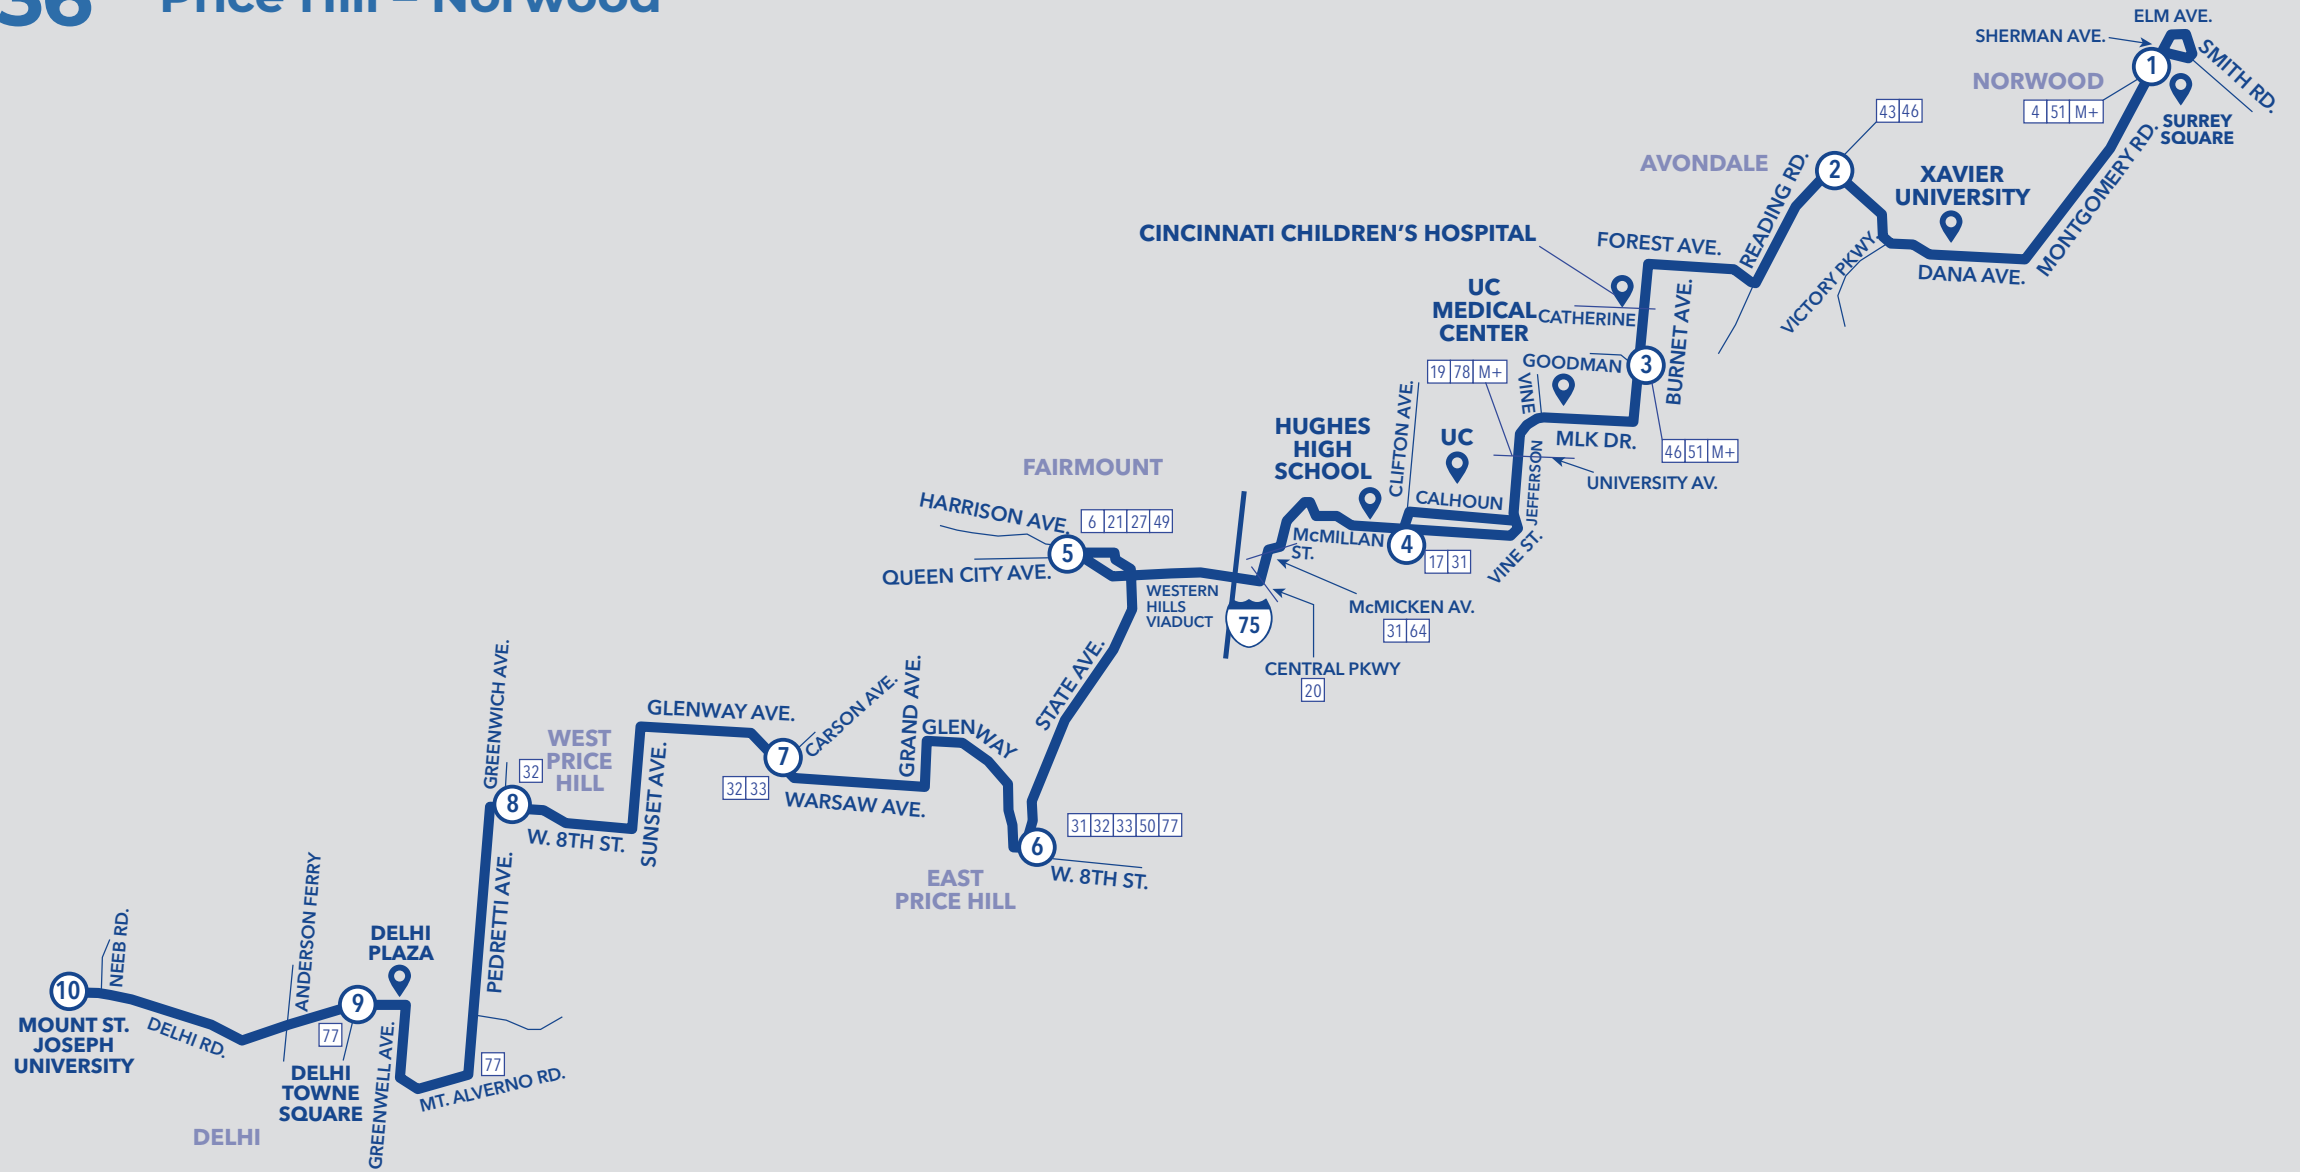 36 Price Hill – Norwood
ELM AVE.
SHERMAN AVE.
SMITH RD.
1
NORWOOD
4 51 M+
SURREY
SQUARE
MONTGOMERY RD.
43 46
2
AVONDALE
READING RD.
XAVIER
UNIVERSITY
VICTORY PKWY.
DANA AVE.
CINCINNATI CHILDREN'S HOSPITAL
FOREST AVE.
UC
MEDICAL
CENTER
CATHERINE
BURNET AVE.
GOODMAN
3
19 78 M+
VINE
MLK DR.
46 51 M+
JEFFERSON
UNIVERSITY AV.
CLIFTON AVE.
UC
CALHOUN
HUGHES
HIGH
SCHOOL
McMILLAN
ST.
4
17 31
VINE ST.
McMICKEN AV.
31 64
CENTRAL PKWY
20
75
WESTERN
HILLS
VIADUCT
FAIRMOUNT
HARRISON AVE.
6 21 27 49
5
QUEEN CITY AVE.
STATE AVE.
GLENWAY
GRAND AVE.
31 32 33 50 77
6
W. 8TH ST.
EAST
PRICE HILL
CARSON AVE.
GLENWAY AVE.
7
32 33
WARSAW AVE.
SUNSET AVE.
GREENWICH AVE.
WEST
PRICE
HILL
32
8
W. 8TH ST.
PEDRETTI AVE.
77
MT. ALVERNO RD.
DELHI
PLAZA
GREENWELL AVE.
9
77
DELHI
TOWNE
SQUARE
ANDERSON FERRY
DELHI RD.
NEEB RD.
10
MOUNT ST.
JOSEPH
UNIVERSITY
DELHI